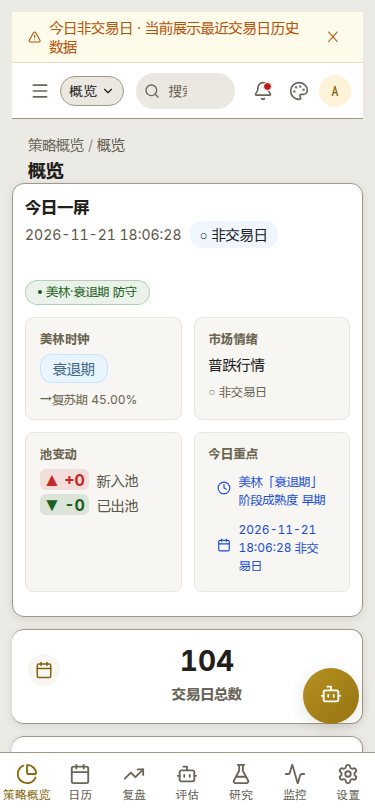 今日非交易日 · 当前展示最近交易日历史
数据
概览
搜索
A
策略概览 / 概览
概览
今日一屏
2026-11-21 18:06:28 ○ 非交易日
• 美林·衰退期 防守
美林时钟
衰退期
→复苏期 45.00%
市场情绪
普跌行情
○ 非交易日
池变动
▲ +0 新入池
▼ -0 已出池
今日重点
美林「衰退期」
阶段成熟度 早期
2026-11-21
18:06:28 非交
易日
104
交易日总数
策略概览 日历 复盘 评估 研究 监控 设置